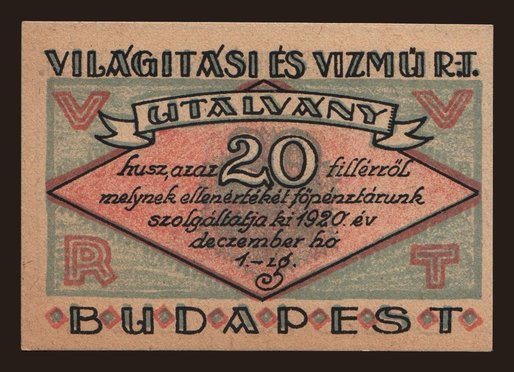 VILÁGITÁSI ÉS VIZMŰ R.T.
V V
UTALVÁNY
husz, azaz 20 fillérről
melynek ellenértékét főpénztárunk
szolgáltatja ki 1920 év
deczember hó
1.-ig.
R T
BUDAPEST